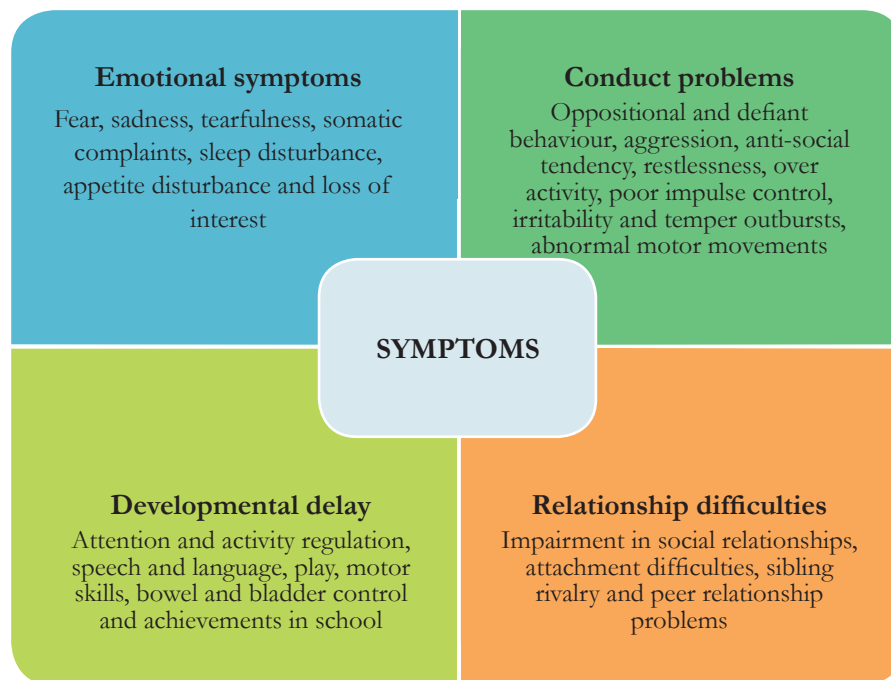 Emotional symptoms
Fear, sadness, tearfulness, somatic
complaints, sleep disturbance,
appetite disturbance and loss of
interest
Conduct problems
Oppositional and defiant
behaviour, aggression, anti-social
tendency, restlessness, over
activity, poor impulse control,
irritability and temper outbursts,
abnormal motor movements
SYMPTOMS
Developmental delay
Attention and activity regulation,
speech and language, play, motor
skills, bowel and bladder control
and achievements in school
Relationship difficulties
Impairment in social relationships,
attachment difficulties, sibling
rivalry and peer relationship
problems